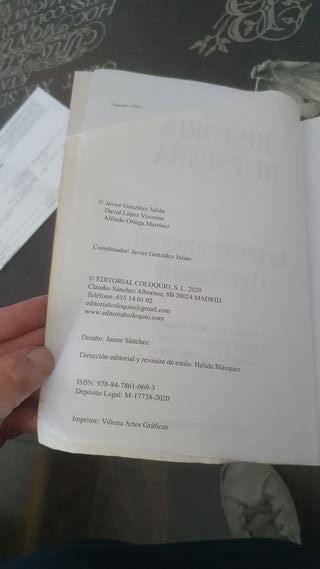 Agosto 2021
© Javier González Julián
David López Vizcaíno
Alfredo Ortega Martínez
Coordinador: Javier González Julián
© EDITORIAL COLOQUIO, S. L. 2020
Claudio Sánchez Albornoz, 8B 28024 MADRID
Teléfono: 615 14 01 02
editorialcoloquio@gmail.com
www.editorialcoloquio.com
Diseño: Jaime Sánchez
Dirección editorial y revisión de estilo: Hélida Blázquez
ISBN: 978-84-7861-069-3
Depósito Legal: M-17738-2020
Imprime: Villena Artes Gráficas
HISTORIA
DE ESPAÑA